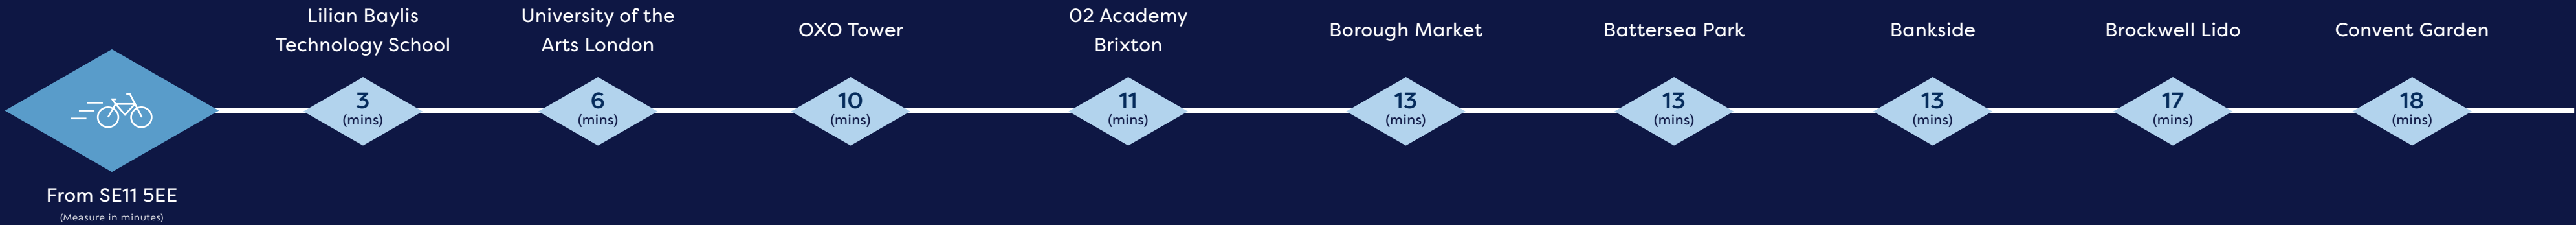 Lilian Baylis
Technology School
University of the
Arts London
OXO Tower
02 Academy
Brixton
Borough Market
Battersea Park
Bankside
Brockwell Lido
Convent Garden
3
(mins)
6
(mins)
10
(mins)
11
(mins)
13
(mins)
13
(mins)
13
(mins)
17
(mins)
18
(mins)
From SE11 5EE
(Measure in minutes)